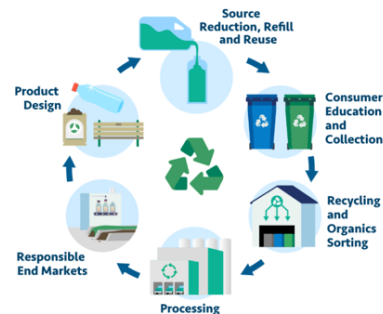 Source
Reduction, Refill
and Reuse
Consumer
Education
and
Collection
Recycling
and
Organics
Sorting
Processing
Responsible
End Markets
Product
Design